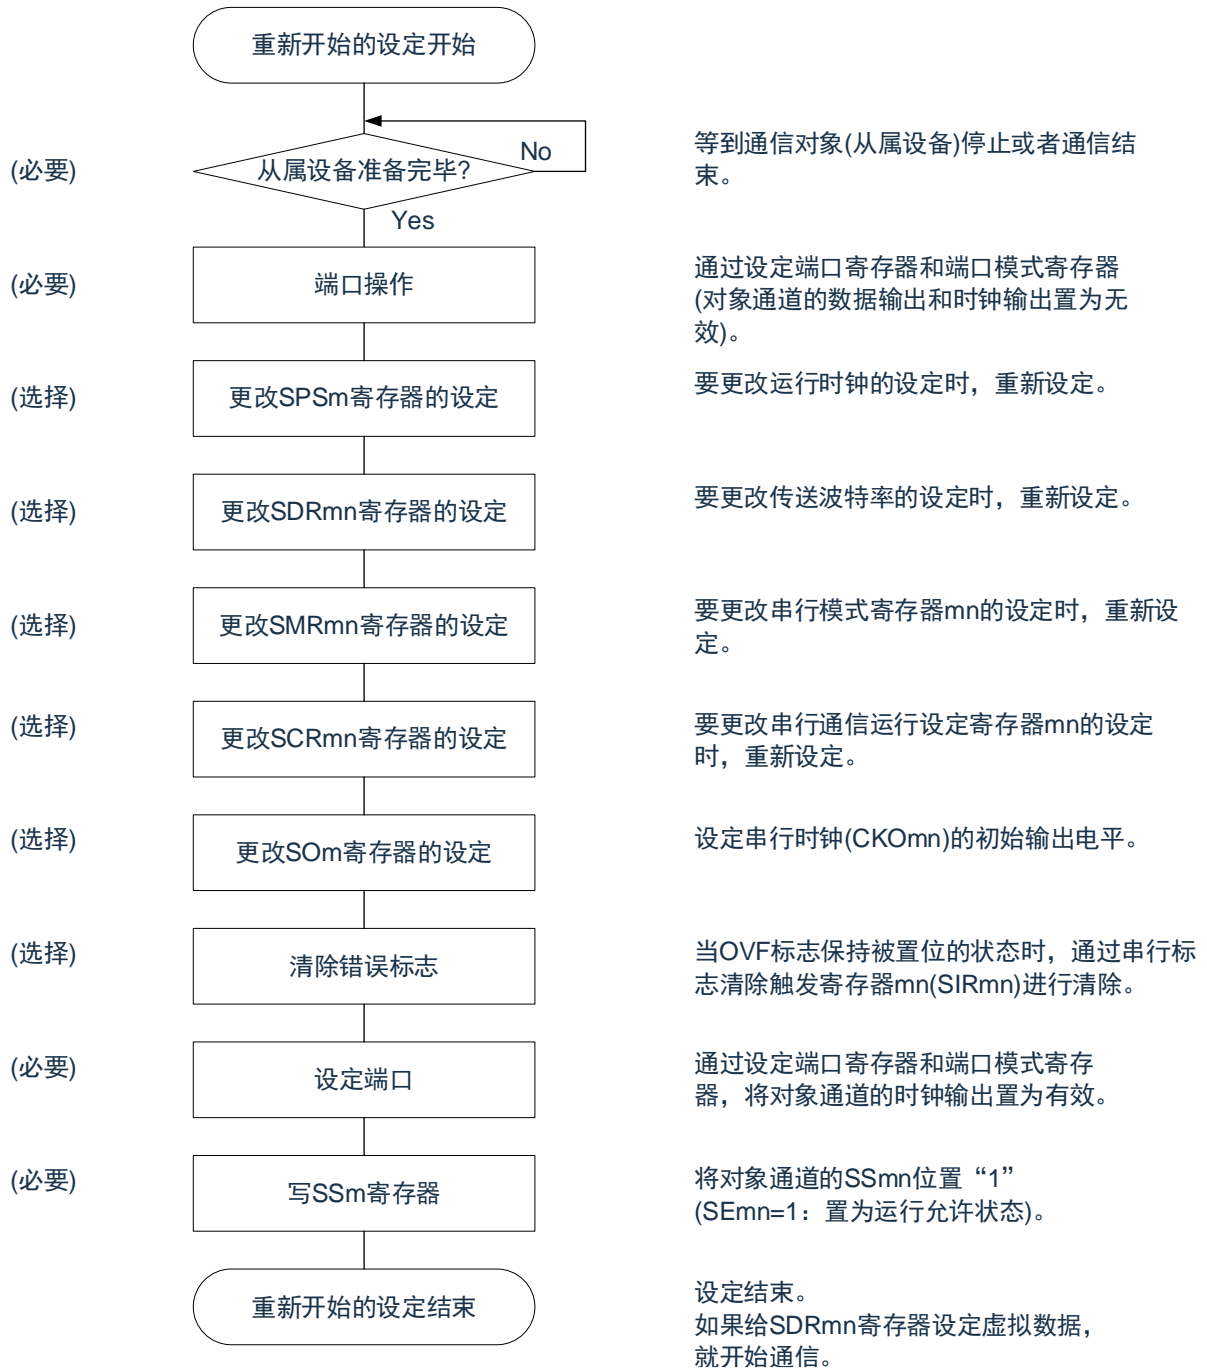 重新开始的设定开始
(必要)
从属设备准备完毕?
No
等到通信对象(从属设备)停止或者通信结
束。
Yes
(必要)
端口操作
通过设定端口寄存器和端口模式寄存器
(对象通道的数据输出和时钟输出置为无
效)。
(选择)
更改SPSm寄存器的设定
要更改运行时钟的设定时，重新设定。
(选择)
更改SDRmn寄存器的设定
要更改传送波特率的设定时，重新设定。
(选择)
更改SMRmn寄存器的设定
要更改串行模式寄存器mn的设定时，重新设
定。
(选择)
更改SCRmn寄存器的设定
要更改串行通信运行设定寄存器mn的设定
时，重新设定。
(选择)
更改SOm寄存器的设定
设定串行时钟(CKOmn)的初始输出电平。
(选择)
清除错误标志
当OVF标志保持被置位的状态时，通过串行标
志清除触发寄存器mn(SIRmn)进行清除。
(必要)
设定端口
通过设定端口寄存器和端口模式寄存
器，将对象通道的时钟输出置为有效。
(必要)
写SSm寄存器
将对象通道的SSmn位置“1”
(SEmn=1：置为运行允许状态)。
重新开始的设定结束
设定结束。
如果给SDRmn寄存器设定虚拟数据，
就开始通信。